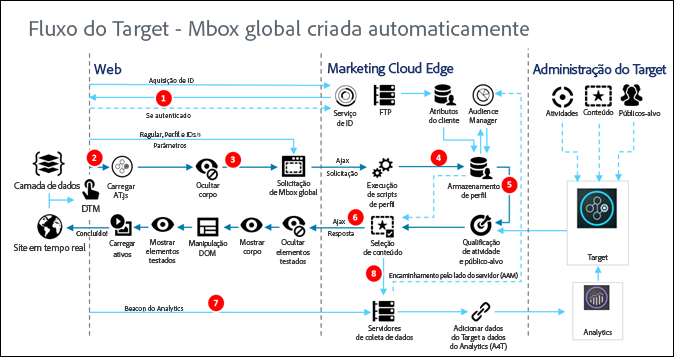 Fluxo do Target - Mbox global criada automaticamente
Web
Marketing Cloud Edge
Administração do Target
Aquisição de ID
1
Se autenticado
Serviço
de ID
FTP
Atributos
do cliente
Audience
Manager
Atividades
Conteúdo
Públicos-alvo
Regular, Perfil e IDs /s
Parâmetros
2
3
4
5
Ajax
Solicitação
Camada de dados
DTM
Carregar
AT.js
Ocultar
corpo
Solicitação
de Mbox global
Execução
de scripts
de perfil
Armazenamento
de perfil
Site em tempo real
Concluído!
Carregar
ativos
Mostrar
elementos
testados
Manipulação
DOM
Mostrar
corpo
Ocultar
elementos
testados
6
Ajax
Resposta
Seleção
de conteúdo
Qualificação
de atividade
e público-alvo
Target
8
Encaminhamento pelo lado do servidor (AAM)
7
Beacon do Analytics
Servidores
de coleta de dados
Adicionar dados
do Target a dados
do Analytics (A4T)
Analytics